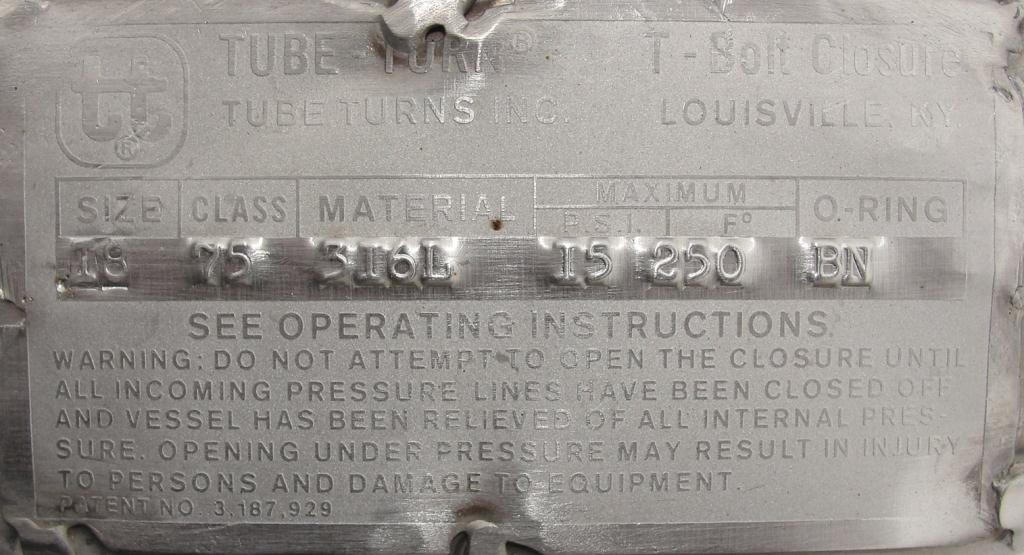 tt®
TUBE-TURN® T-Bolt Closure
TUBE TURNS INC. LOUISVILLE, KY
SIZE CLASS MATERIAL MAXIMUM O.-RING
P.S.I. F°
18 75 316L 15 250 BN
SEE OPERATING INSTRUCTIONS.
WARNING: DO NOT ATTEMPT TO OPEN THE CLOSURE UNTIL
ALL INCOMING PRESSURE LINES HAVE BEEN CLOSED OFF
AND VESSEL HAS BEEN RELIEVED OF ALL INTERNAL PRES-
SURE. OPENING UNDER PRESSURE MAY RESULT IN INJURY
TO PERSONS AND DAMAGE TO EQUIPMENT.
PATENT NO. 3,187,929